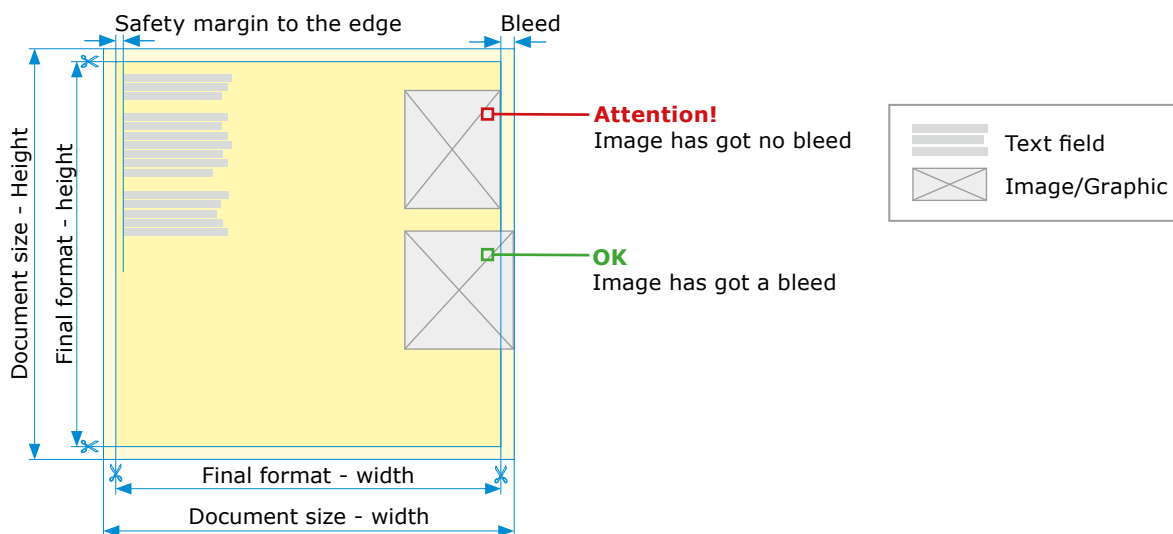 Safety margin to the edge
Bleed
Document size - Height
Final format - height
Attention!
Image has got no bleed
OK
Image has got a bleed
Text field
Image/Graphic
Final format - width
Document size - width